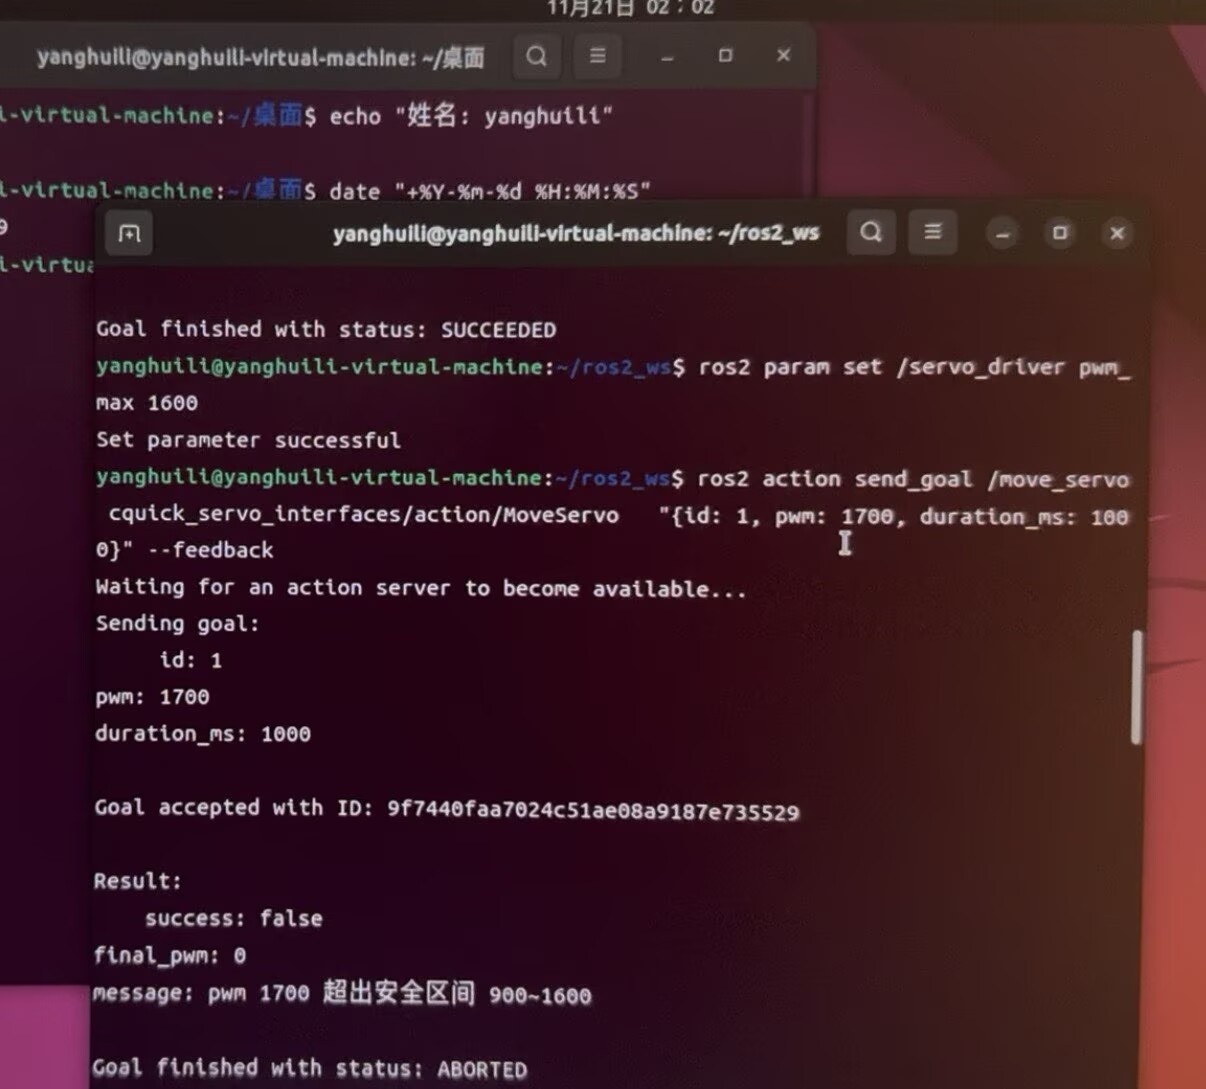 11月21日 02：02
yanghuili@yanghuili-virtual-machine: ~/桌面
l-virtual-machine:~/桌面$ echo "姓名: yanghuili"
l-virtual-machine:~/桌面$ date "+%Y-%m-%d %H:%M:%S"
9
l-virtua
yanghuili@yanghuili-virtual-machine: ~/ros2_ws
Goal finished with status: SUCCEEDED
yanghuili@yanghuili-virtual-machine:~/ros2_ws$ ros2 param set /servo_driver pwm_
max 1600
Set parameter successful
yanghuili@yanghuili-virtual-machine:~/ros2_ws$ ros2 action send_goal /move_servo
cquick_servo_interfaces/action/MoveServo   "{id: 1, pwm: 1700, duration_ms: 100
0}" --feedback
Waiting for an action server to become available...
Sending goal:
id: 1
pwm: 1700
duration_ms: 1000
Goal accepted with ID: 9f7440faa7024c51ae08a9187e735529
Result:
success: false
final_pwm: 0
message: pwm 1700 超出安全区间 900~1600
Goal finished with status: ABORTED